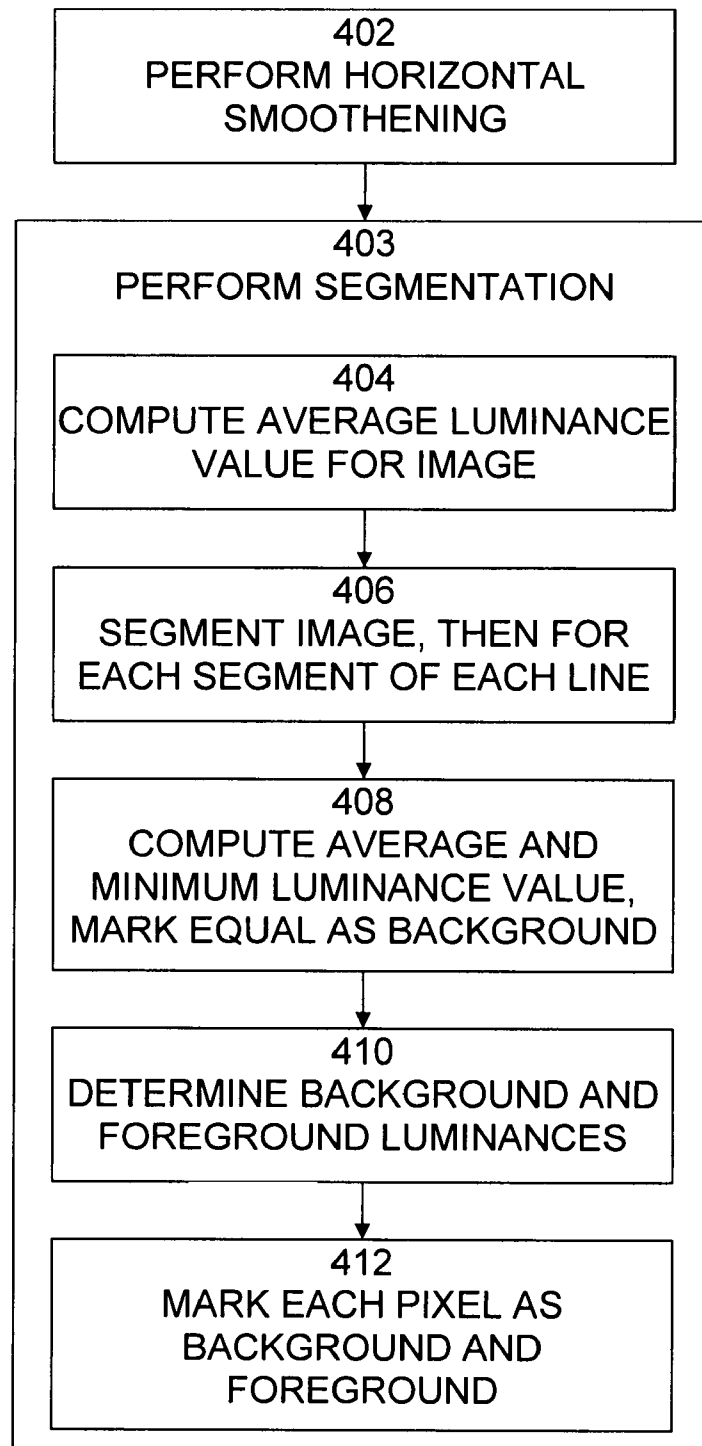 402
PERFORM HORIZONTAL
SMOOTHENING
403
PERFORM SEGMENTATION
404
COMPUTE AVERAGE LUMINANCE
VALUE FOR IMAGE
406
SEGMENT IMAGE, THEN FOR
EACH SEGMENT OF EACH LINE
408
COMPUTE AVERAGE AND
MINIMUM LUMINANCE VALUE,
MARK EQUAL AS BACKGROUND
410
DETERMINE BACKGROUND AND
FOREGROUND LUMINANCES
412
MARK EACH PIXEL AS
BACKGROUND AND
FOREGROUND